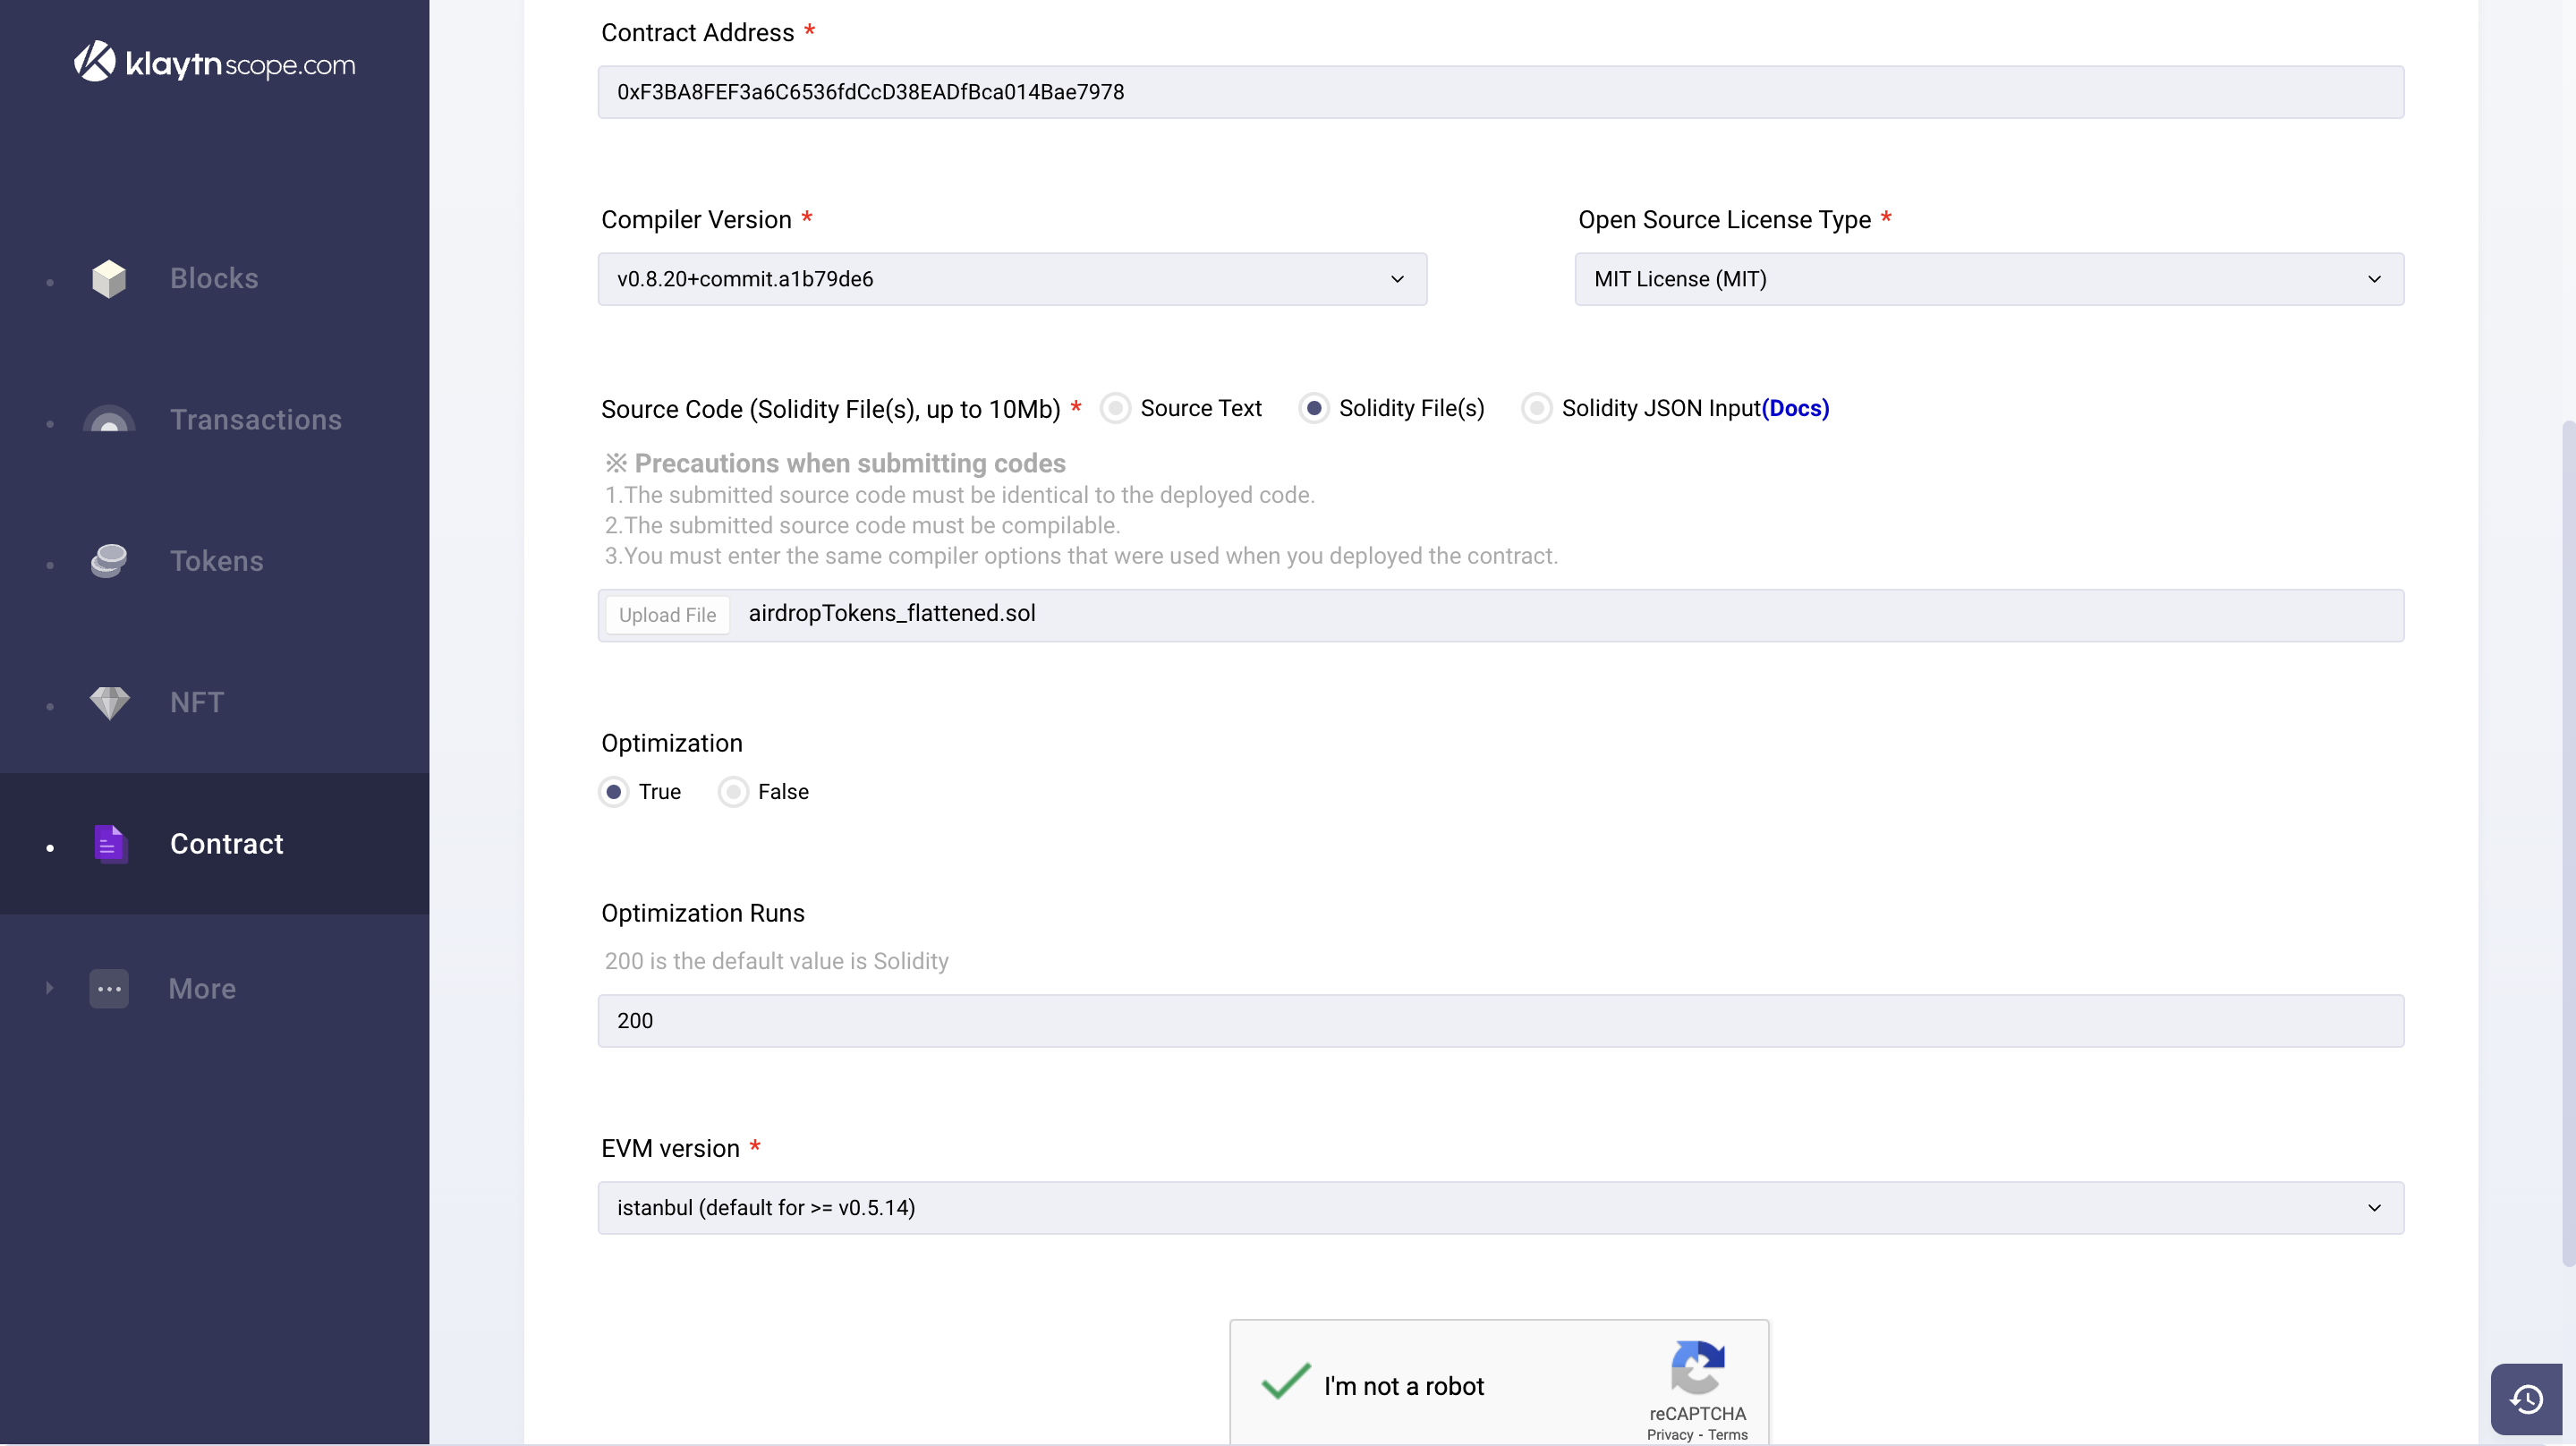 klaytnscope.com
Blocks
Transactions
Tokens
NFT
Contract
More
Contract Address *
0xF3BA8FEF3a6C6536fdCcD38EADfBca014Bae7978
Compiler Version *
v0.8.20+commit.a1b79de6
Open Source License Type *
MIT License (MIT)
Source Code (Solidity File(s), up to 10Mb) * Source Text Solidity File(s) Solidity JSON Input(Docs)
※ Precautions when submitting codes
1.The submitted source code must be identical to the deployed code.
2.The submitted source code must be compilable.
3.You must enter the same compiler options that were used when you deployed the contract.
Upload File airdropTokens_flattened.sol
Optimization
True False
Optimization Runs
200 is the default value is Solidity
200
EVM version *
istanbul (default for >= v0.5.14)
I'm not a robot
reCAPTCHA
Privacy - Terms